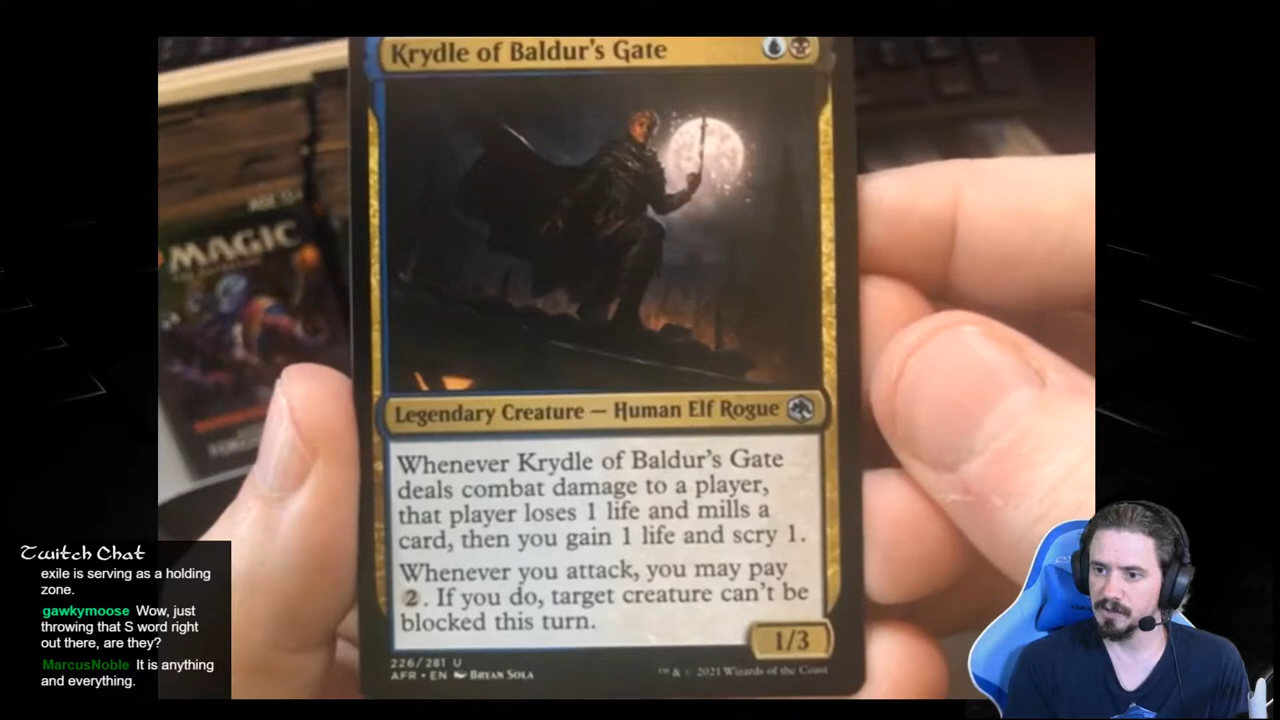 Krydle of Baldur's Gate
AGE 13+
MAGIC
Legendary Creature — Human Elf Rogue
Whenever Krydle of Baldur's Gate
deals combat damage to a player,
that player loses 1 life and mills a
card, then you gain 1 life and scry 1.
Whenever you attack, you may pay
2. If you do, target creature can't be
blocked this turn.
1/3
226/281 U
AFR • EN BRYAN SOLA
™ & © 2021 Wizards of the Coast
Twitch Chat
exile is serving as a holding
zone.
gawkymoose Wow, just
throwing that S word right
out there, are they?
MarcusNoble It is anything
and everything.